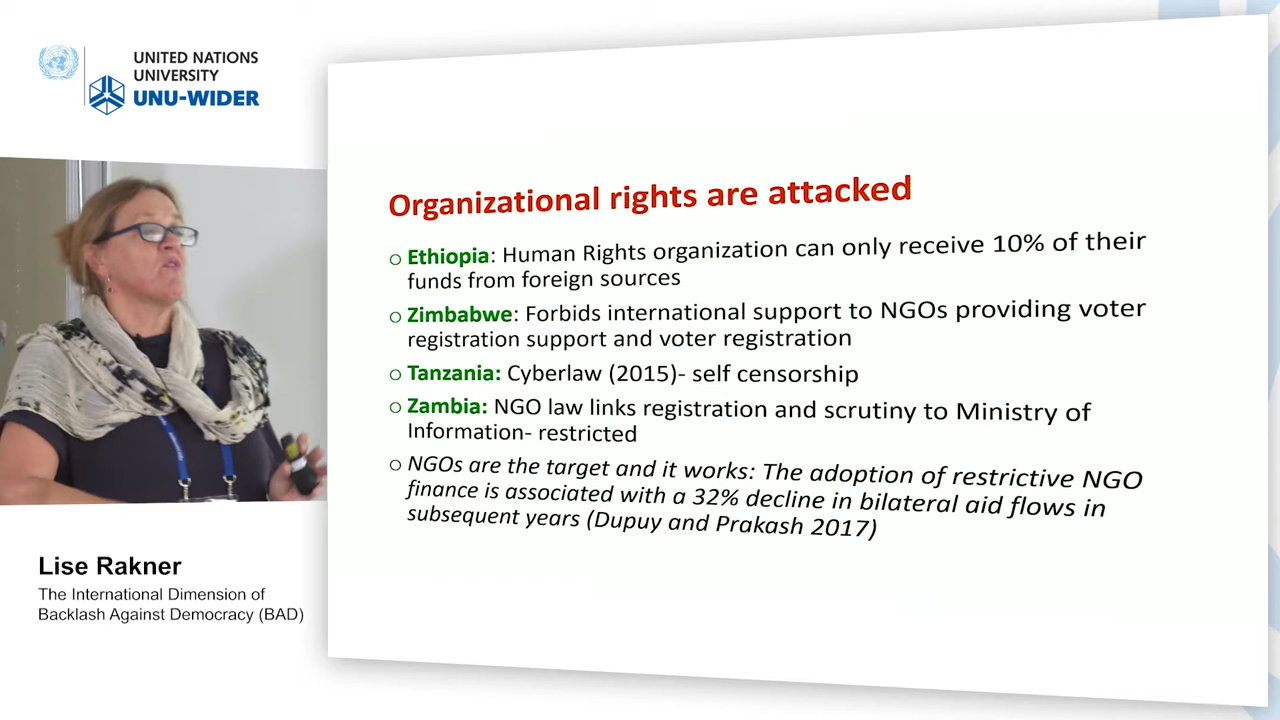 UNITED NATIONS
UNIVERSITY
UNU-WIDER
Organizational rights are attacked
Ethiopia: Human Rights organization can only receive 10% of their
funds from foreign sources
Zimbabwe: Forbids international support to NGOs providing voter
registration support and voter registration
Tanzania: Cyberlaw (2015)- self censorship
Zambia: NGO law links registration and scrutiny to Ministry of
Information- restricted
NGOs are the target and it works: The adoption of restrictive NGO
finance is associated with a 32% decline in bilateral aid flows in
subsequent years (Dupuy and Prakash 2017)
Lise Rakner
The International Dimension of
Backlash Against Democracy (BAD)